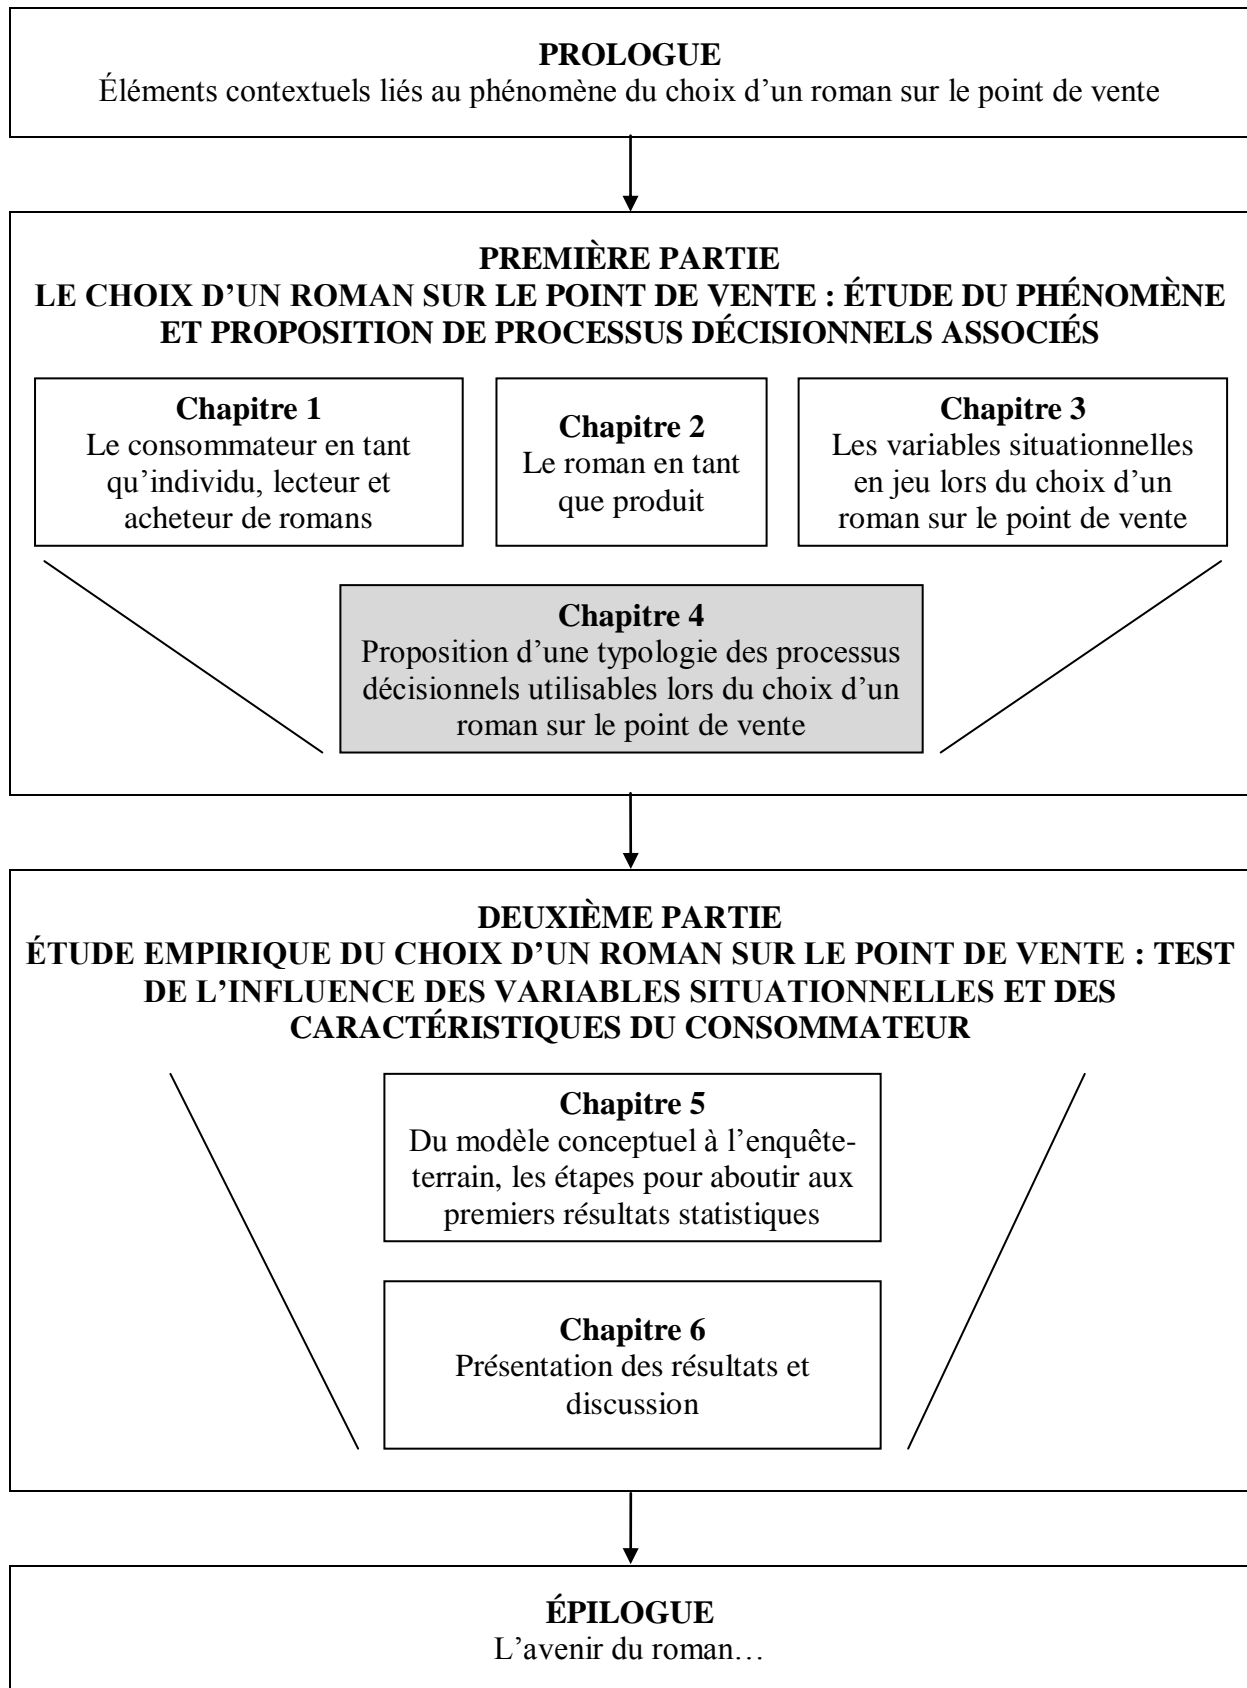 PROLOGUE
Éléments contextuels liés au phénomène du choix d’un roman sur le point de vente
PREMIÈRE PARTIE
LE CHOIX D’UN ROMAN SUR LE POINT DE VENTE : ÉTUDE DU PHÉNOMÈNE
ET PROPOSITION DE PROCESSUS DÉCISIONNELS ASSOCIÉS
Chapitre 1
Le consommateur en tant
qu’individu, lecteur et
acheteur de romans
Chapitre 2
Le roman en tant
que produit
Chapitre 3
Les variables situationnelles
en jeu lors du choix d’un
roman sur le point de vente
Chapitre 4
Proposition d’une typologie des processus
décisionnels utilisables lors du choix d’un
roman sur le point de vente
DEUXIÈME PARTIE
ÉTUDE EMPIRIQUE DU CHOIX D’UN ROMAN SUR LE POINT DE VENTE : TEST
DE L’INFLUENCE DES VARIABLES SITUATIONNELLES ET DES
CARACTÉRISTIQUES DU CONSOMMATEUR
Chapitre 5
Du modèle conceptuel à l’enquête-
terrain, les étapes pour aboutir aux
premiers résultats statistiques
Chapitre 6
Présentation des résultats et
discussion
ÉPILOGUE
L’avenir du roman…